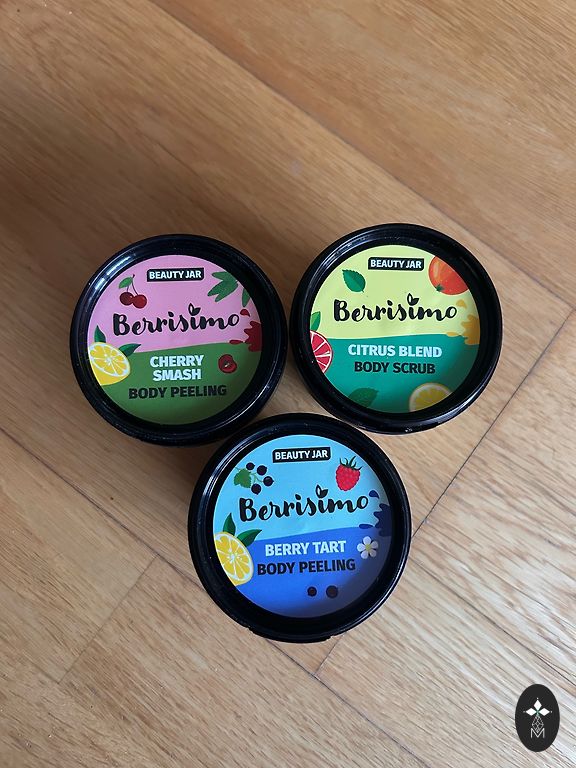 BEAUTY JAR
Berrisimo
CHERRY
SMASH
BODY PEELING
BEAUTY JAR
Berrisimo
CITRUS BLEND
BODY SCRUB
BEAUTY JAR
Berrisimo
BERRY TART
BODY PEELING
M